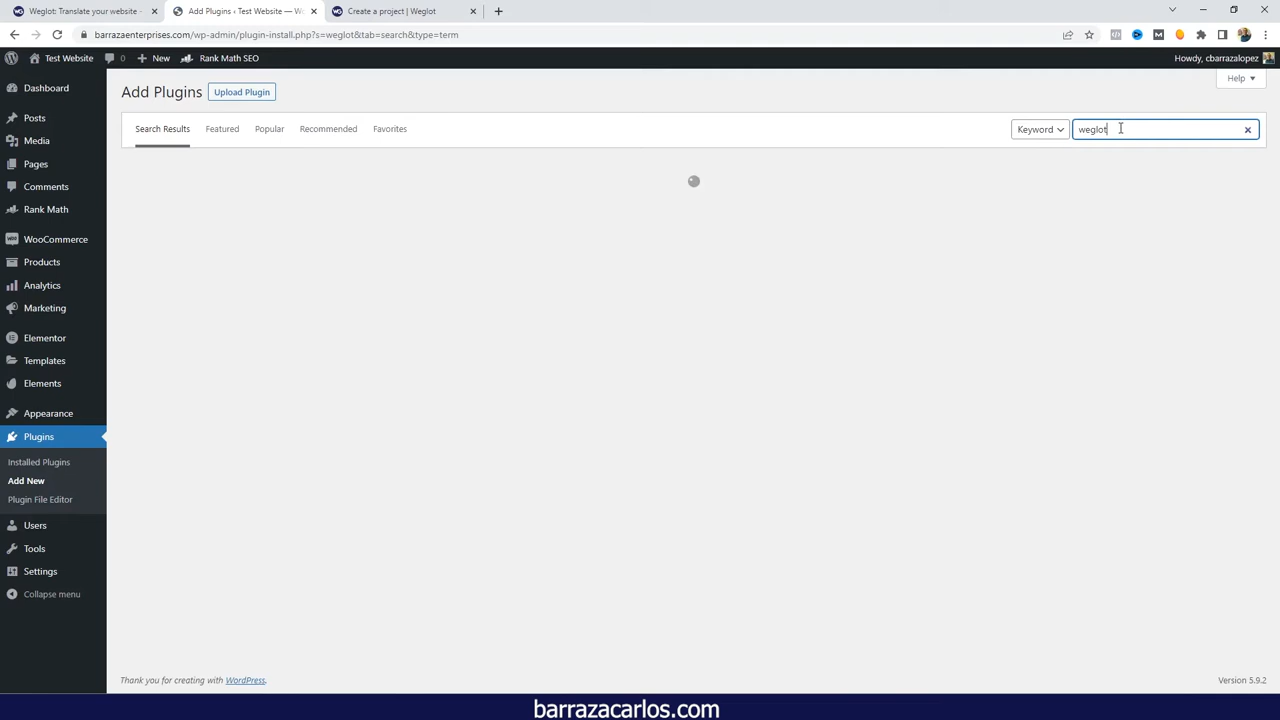 Weglot: Translate your website -
Add Plugins ‹ Test Website — Wo
Create a project | Weglot
barrazaenterprises.com/wp-admin/plugin-install.php?s=weglot&tab=search&type=term
Test Website
0
New
Rank Math SEO
Howdy, cbarrazalopez
Help
Dashboard
Posts
Media
Pages
Comments
Rank Math
WooCommerce
Products
Analytics
Marketing
Elementor
Templates
Elements
Appearance
Plugins
Installed Plugins
Add New
Plugin File Editor
Users
Tools
Settings
Collapse menu
Add Plugins
Upload Plugin
Search Results
Featured
Popular
Recommended
Favorites
Keyword
weglot
Thank you for creating with WordPress.
Version 5.9.2
barrazacarlos.com